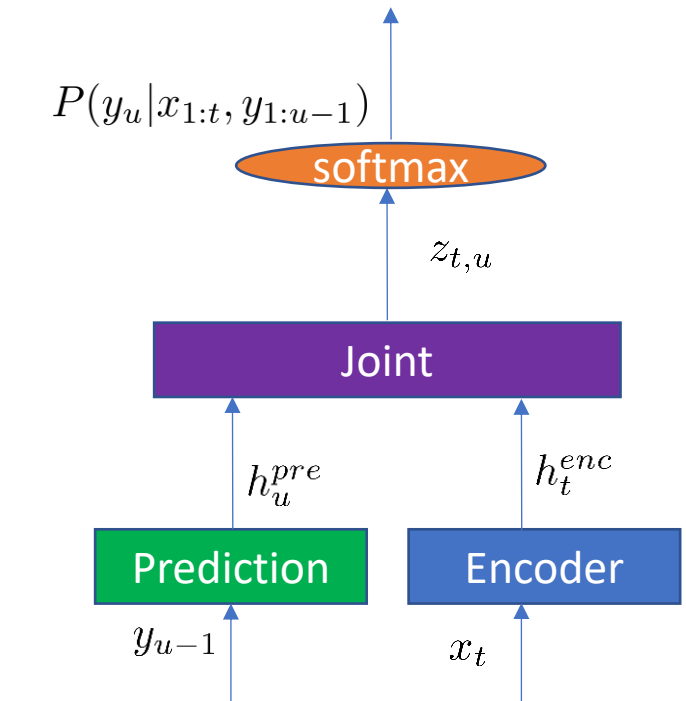 P(y_u|x_{1:t}, y_{1:u−1})
softmax
z_{t,u}
Joint
h_u^{pre}
h_t^{enc}
Prediction
Encoder
y_{u−1}
x_t